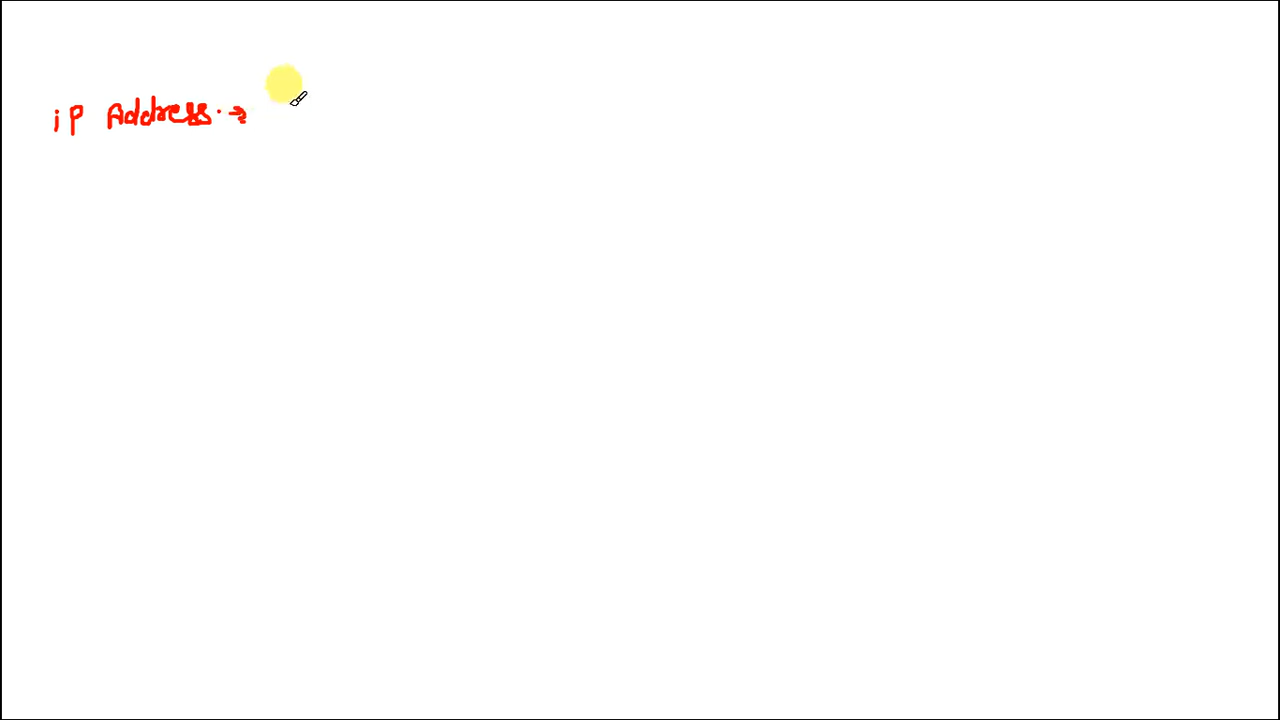 iP Address. →